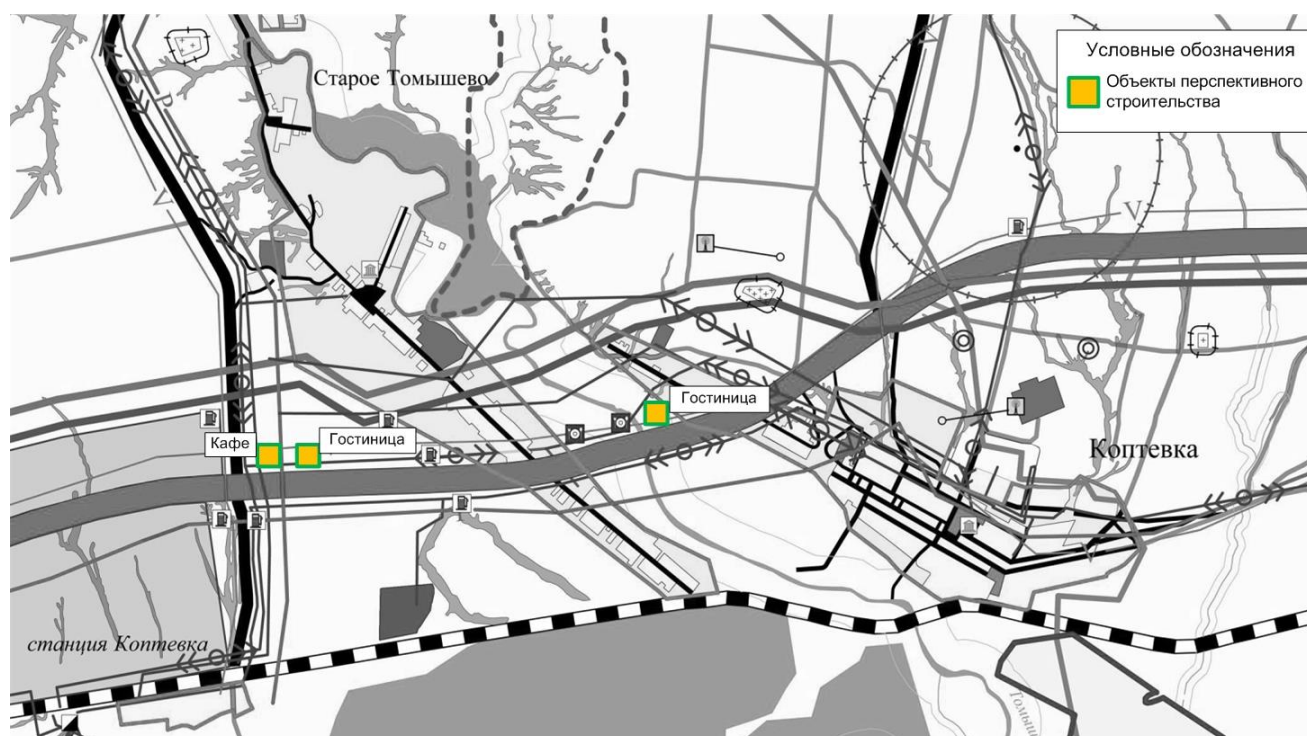 Условные обозначения
Объекты перспективного
строительства
Старое Томышево
V
V
Гостиница
Кафе
Гостиница
Коптевка
станция Коптевка